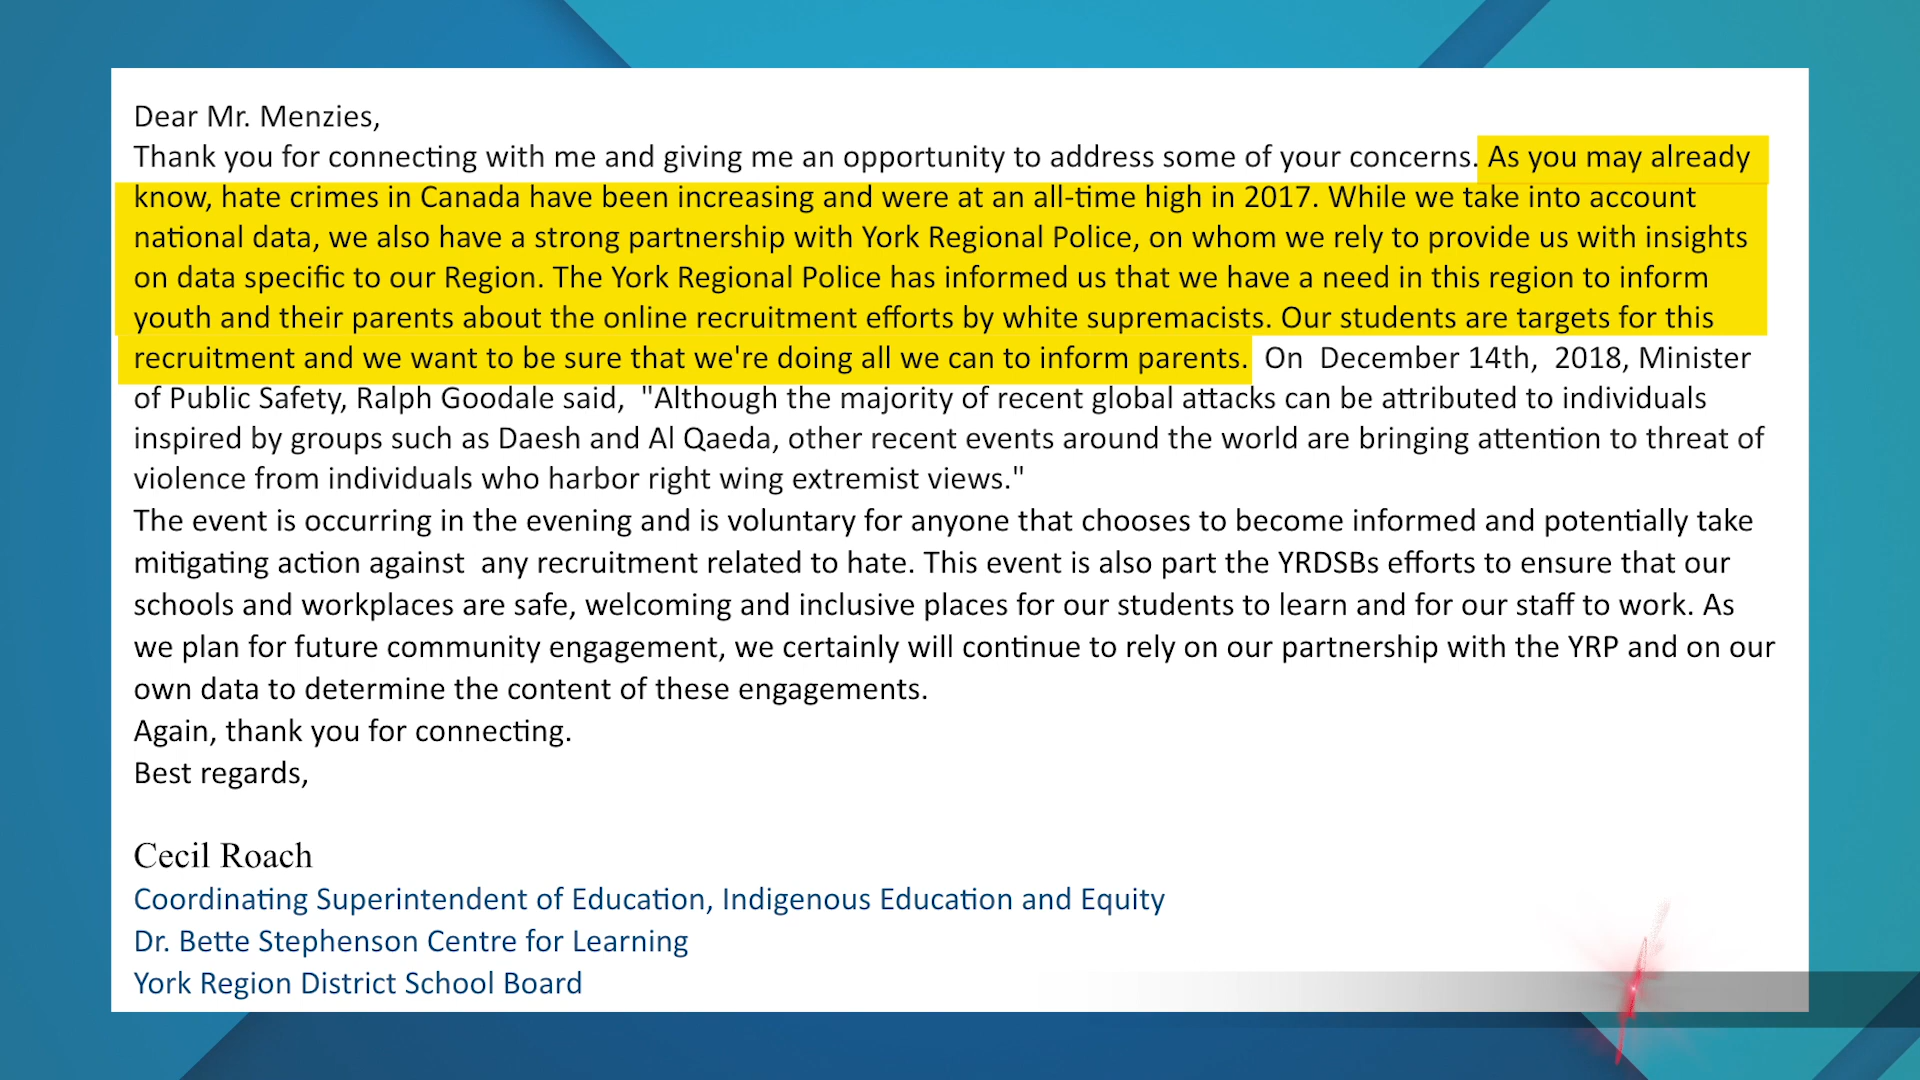 Dear Mr. Menzies,
Thank you for connecting with me and giving me an opportunity to address some of your concerns. As you may already
know, hate crimes in Canada have been increasing and were at an all-time high in 2017. While we take into account
national data, we also have a strong partnership with York Regional Police, on whom we rely to provide us with insights
on data specific to our Region. The York Regional Police has informed us that we have a need in this region to inform
youth and their parents about the online recruitment efforts by white supremacists. Our students are targets for this
recruitment and we want to be sure that we're doing all we can to inform parents. On December 14th, 2018, Minister
of Public Safety, Ralph Goodale said, "Although the majority of recent global attacks can be attributed to individuals
inspired by groups such as Daesh and Al Qaeda, other recent events around the world are bringing attention to threat of
violence from individuals who harbor right wing extremist views."
The event is occurring in the evening and is voluntary for anyone that chooses to become informed and potentially take
mitigating action against any recruitment related to hate. This event is also part the YRDSBs efforts to ensure that our
schools and workplaces are safe, welcoming and inclusive places for our students to learn and for our staff to work. As
we plan for future community engagement, we certainly will continue to rely on our partnership with the YRP and on our
own data to determine the content of these engagements.
Again, thank you for connecting.
Best regards,
Cecil Roach
Coordinating Superintendent of Education, Indigenous Education and Equity
Dr. Bette Stephenson Centre for Learning
York Region District School Board